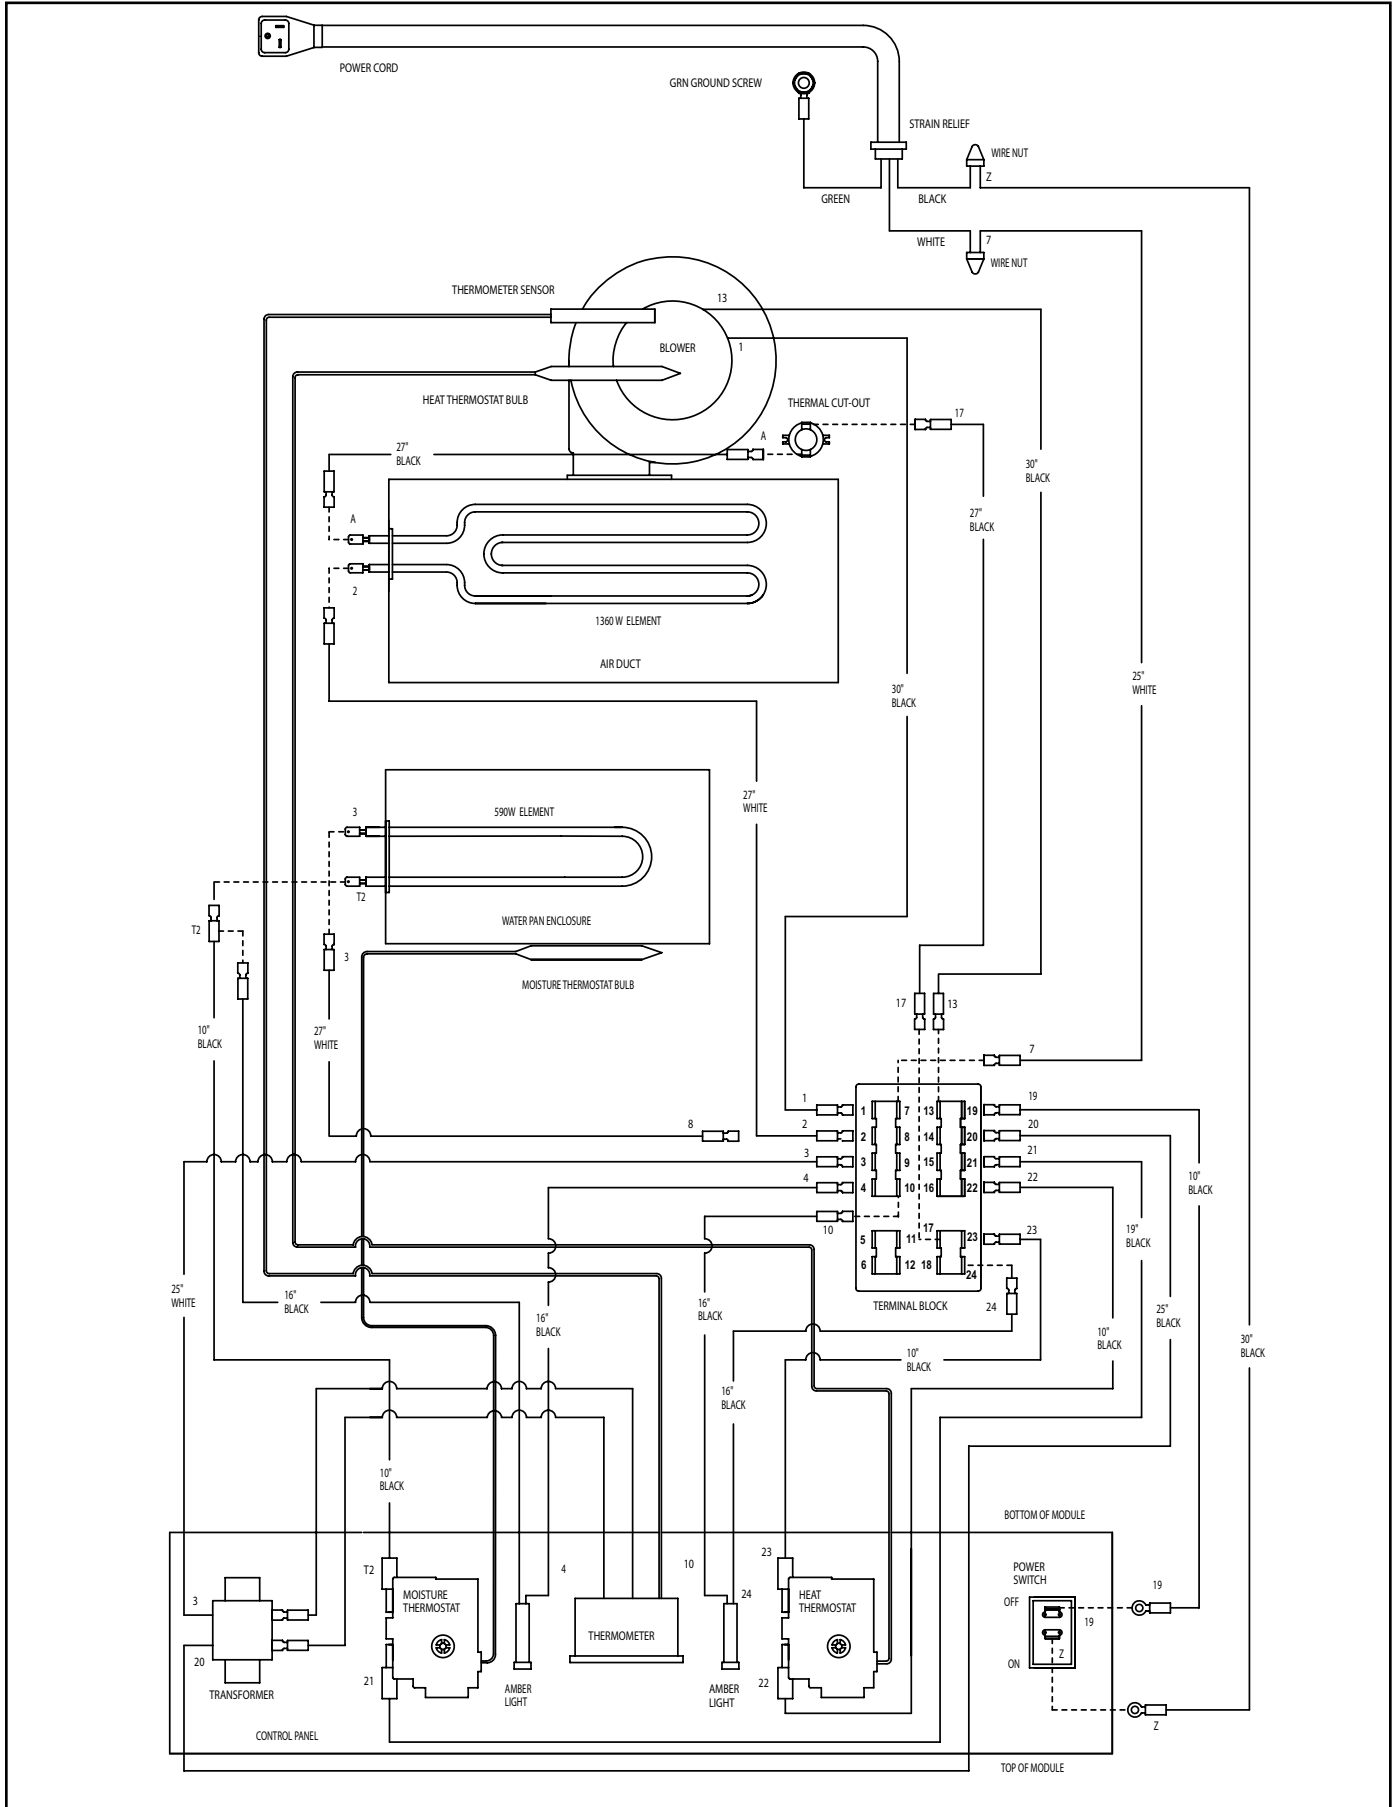 POWER CORD
GRN GROUND SCREW
STRAIN RELIEF
WIRE NUT
Z
GREEN
BLACK
WHITE
7
WIRE NUT
THERMOMETER SENSOR
13
BLOWER
1
HEAT THERMOSTAT BULB
THERMAL CUT-OUT
17
A
27"
BLACK
30"
BLACK
27"
BLACK
A
2
1360 W ELEMENT
AIR DUCT
25"
WHITE
30"
BLACK
27"
WHITE
3
590W ELEMENT
T2
WATER PAN ENCLOSURE
T2
3
MOISTURE THERMOSTAT BULB
17
13
10"
BLACK
27"
WHITE
7
1
19
1
7
13
19
8
2
20
2
8
14
20
3
21
3
9
15
21
4
22
4
10
16
22
10"
BLACK
10
17
23
5
11
23
19"
BLACK
6
12
18
24
25"
WHITE
16"
BLACK
16"
BLACK
16"
BLACK
TERMINAL BLOCK
24
25"
BLACK
10"
BLACK
30"
BLACK
10"
BLACK
16"
BLACK
10"
BLACK
BOTTOM OF MODULE
T2
4
10
23
POWER
SWITCH
3
MOISTURE
THERMOSTAT
24
HEAT
THERMOSTAT
OFF
19
19
THERMOMETER
20
ON
Z
21
22
TRANSFORMER
AMBER
LIGHT
AMBER
LIGHT
Z
CONTROL PANEL
TOP OF MODULE